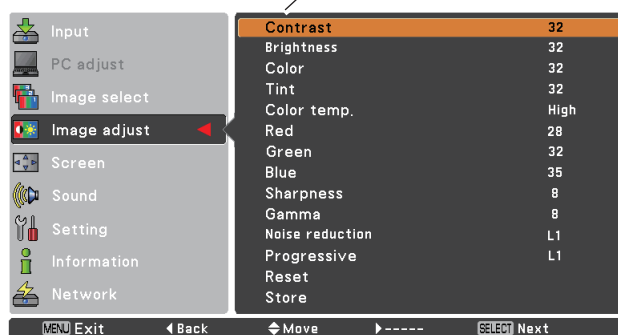 Input
PC adjust
Image select
Image adjust
Screen
Sound
Setting
Information
Network
Contrast 32
Brightness 32
Color 32
Tint 32
Color temp. High
Red 28
Green 32
Blue 35
Sharpness 8
Gamma 8
Noise reduction L1
Progressive L1
Reset
Store
MENU Exit ◀Back ◆Move ▶----- SELECT Next